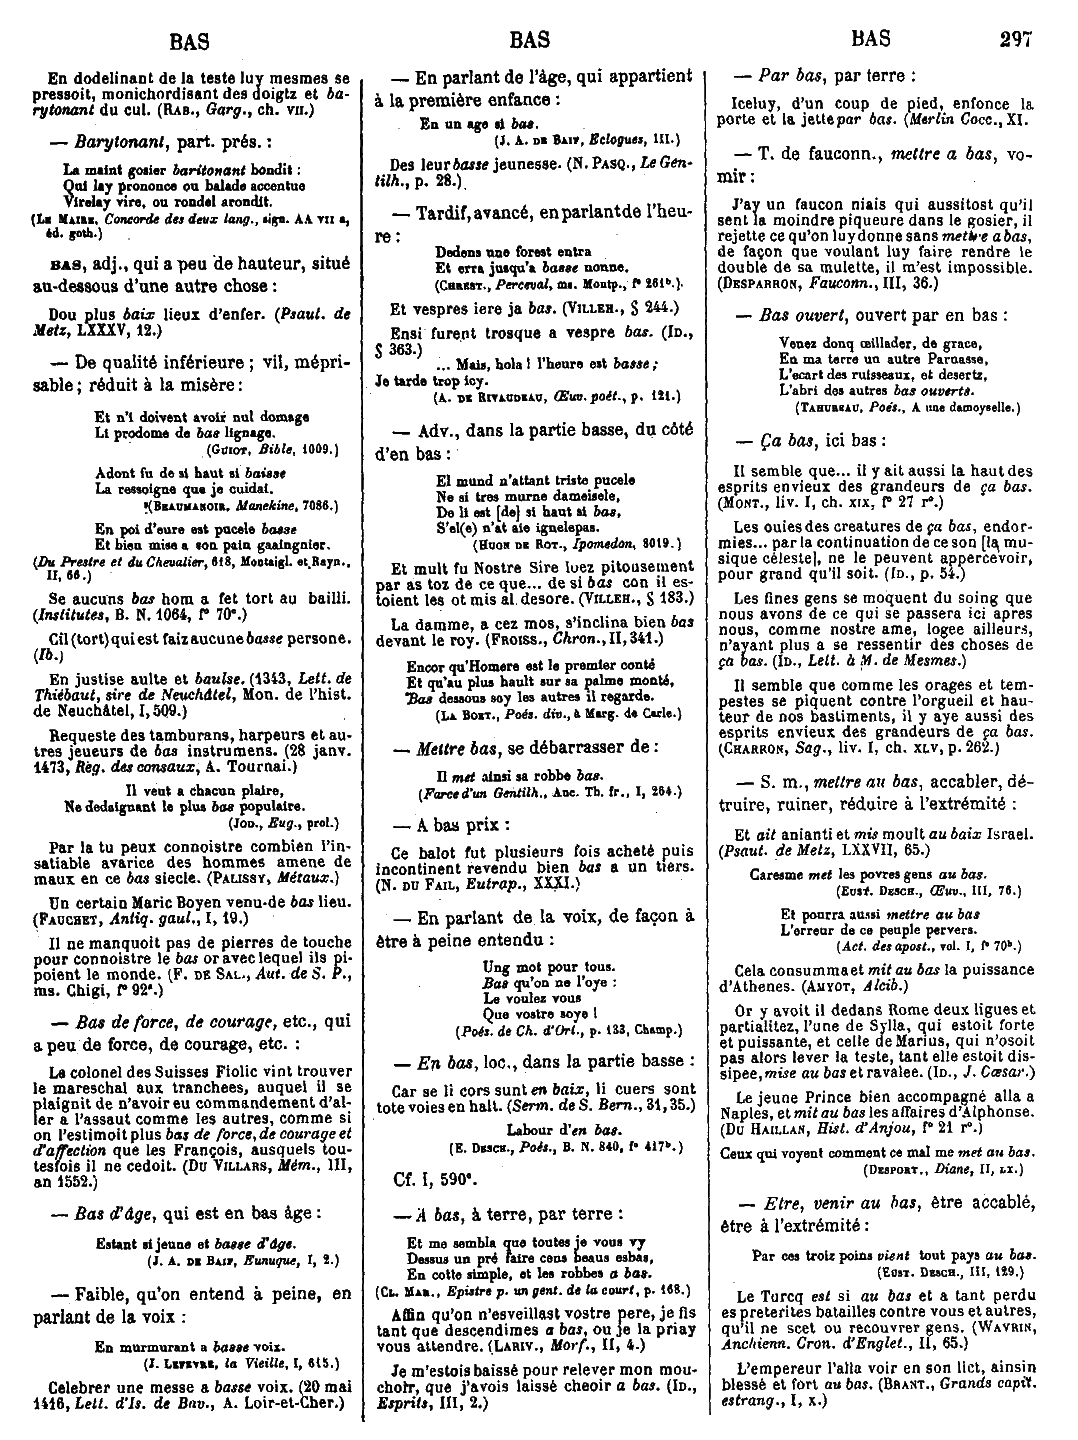 BAS
BAS
BAS
297
En dodelinant de la teste luy mesmes se
pressoit, monichordisant des doigtz et ba-
rytonant du cul. (RAB., Garg., ch. VII.)
— Barytonant, part. prés. :
La maint gosier baritonant bondit :
Qui lay prononce ou balade accentue
Virelay vire, ou rondel arondit.
(LE MAIRE, Concorde des deux lang., sign. AA VII a,
éd. goth.)
BAS, adj., qui a peu de hauteur, situé
au-dessous d'une autre chose :
Dou plus baix lieux d'enfer. (Psaut. de
Metz, LXXXV, 12.)
— De qualité inférieure ; vil, mépri-
sable ; réduit à la misère :
Et n'i doivent avoir nul domage
Li prodome de bas lignage.
(GUIOT, Bible, 1009.)
Adont fu de si haut si baisse
La ressoigne que je cuidai.
(BEAUMANOIR, Manekine, 7086.)
En poi d'eure est pucele basse
Et bien mise a son pain gaaingnier.
(Du Prestre et du Chevalier, 618, Montaigl. et Rayn.,
II, 66.)
Se aucuns bas hom a fet tort au bailli.
(Institutes, B. N. 1064, f° 70ᶜ.)
Cil (tort) qui est faiz aucune basse persone.
(Ib.)
En justise aulte et baulse. (1343, Lett. de
Thiébaut, sire de Neuchâtel, Mon. de l'hist.
de Neuchâtel, I, 509.)
Requeste des tamburans, harpeurs et au-
tres jeueurs de bas instrumens. (28 janv.
1473, Règ. des consaux, A. Tournai.)
Il veut a chacun plaire,
Ne dedaignant le plus bas populaire.
(JOD., Eug., prol.)
Par la tu peux connoistre combien l'in-
satiable avarice des hommes amene de
maux en ce bas siecle. (PALISSY, Métaux.)
Un certain Maric Boyen venu de bas lieu.
(FAUCHET, Antiq. gaul., I, 19.)
Il ne manquoit pas de pierres de touche
pour connoistre le bas or avec lequel ils pi-
poient le monde. (F. DE SAL., Aut. de S. P.,
ms. Chigi, f° 92ᵃ.)
— Bas de force, de courage, etc., qui
a peu de force, de courage, etc. :
Le colonel des Suisses Fiolic vint trouver
le mareschal aux tranchees, auquel il se
plaignit de n'avoir eu commandement d'al-
ler a l'assaut comme les autres, comme si
on l'estimoit plus bas de force, de courage et
d'affection que les François, ausquels tou-
tesfois il ne cedoit. (DU VILLARS, Mém., III,
an 1552.)
— Bas d'âge, qui est en bas âge :
Estant si jeune et basse d'âge.
(J. A. DE BAIF, Eunuque, I, 2.)
— Faible, qu'on entend à peine, en
parlant de la voix :
En murmurant a basse voix.
(J. LEFEVRE, la Vieille, I, 615.)
Celebrer une messe a basse voix. (20 mai
1416, Lett. d'Is. de Bav., A. Loir-et-Cher.)
— En parlant de l'âge, qui appartient
à la première enfance :
En un age si bas.
(J. A. DE BAIF, Eclogues, III.)
Des leur basse jeunesse. (N. PASQ., Le Gen-
tilh., p. 28.)
— Tardif, avancé, en parlant de l'heu-
re :
Dedens une forest entra
Et erra jusqu'a basse nonne.
(CHREST., Perceval, ms. Montp., f° 261ᵇ.)
Et vespres iere ja bas. (VILLEH., § 244.)
Ensi furent trosque a vespre bas. (ID.,
§ 363.)
... Mais, hola ! l'heure est basse ;
Je tarde trop icy.
(A. DE RIVAUDEAU, Œuv. poét., p. 121.)
— Adv., dans la partie basse, du côté
d'en bas :
El mund n'attant triste pucele
Ne si tres murne dameisele,
De li est [de] si haut si bas,
S'el(e) n'ait aie ignelepas.
(HUON DE ROT., Ipomedon, 8019.)
Et mult fu Nostre Sire luez pitousement
par as toz de ce que... de si bas con il es-
toient les ot mis al desore. (VILLEH., § 183.)
La damme, a cez mos, s'inclina bien bas
devant le roy. (FROISS., Chron., II, 341.)
Encor qu'Homere est le premier conté
Et qu'au plus hault sur sa palme monté,
Bas dessous soy les autres il regarde.
(LA BOET., Poés. div., à Marg. de Carle.)
— Mettre bas, se débarrasser de :
Il met ainsi sa robbe bas.
(Farce d'un Gentilh., Anc. Th. fr., I, 264.)
— A bas prix :
Ce balot fut plusieurs fois acheté puis
incontinent revendu bien bas a un tiers.
(N. DU FAIL, Eutrap., XXXI.)
— En parlant de la voix, de façon à
être à peine entendu :
Ung mot pour tous.
Bas qu'on ne l'oye :
Le voulez vous
Que vostre soye !
(Poés. de Ch. d'Orl., p. 133, Champ.)
— En bas, loc., dans la partie basse :
Car se li cors sunt en baix, li cuers sont
tote voies en halt. (Serm. de S. Bern., 31, 35.)
Labour d'en bas.
(E. DESCH., Poés., B. N. 840, f° 417ᵇ.)
Cf. I, 590ᶜ.
— A bas, à terre, par terre :
Et me sembla que toutes je vous vy
Dessus un pré faire cens beaus esbas,
En cotte simple, et les robbes a bas.
(CL. MAR., Epistre p. un gent. de la court, p. 168.)
Affin qu'on n'esveillast vostre pere, je fis
tant que descendimes a bas, ou je la priay
vous attendre. (LARIV., Morf., II, 4.)
Je m'estois baissé pour relever mon mou-
choir, que j'avois laissé cheoir a bas. (ID.,
Esprits, III, 2.)
— Par bas, par terre :
Iceluy, d'un coup de pied, enfonce la
porte et la jette par bas. (Merlin Cocc., XI.
— T. de fauconn., mettre a bas, vo-
mir :
J'ay un faucon niais qui aussitost qu'il
sent la moindre piqueure dans le gosier, il
rejette ce qu'on luy donne sans mettre a bas,
de façon que voulant luy faire rendre le
double de sa mulette, il m'est impossible.
(DESPARRON, Fauconn., III, 36.)
— Bas ouvert, ouvert par en bas :
Venez donq œillader, de grace,
En ma terre un autre Parnasse,
L'ecart des ruisseaux, et desertz,
L'abri des autres bas ouverts.
(TAHUREAU, Poés., A une damoyselle.)
— Ça bas, ici bas :
Il semble que... il y ait aussi la haut des
esprits envieux des grandeurs de ça bas.
(MONT., liv. I, ch. XIX, f° 27 r°.)
Les ouies des creatures de ça bas, endor-
mies... par la continuation de ce son [la mu-
sique céleste], ne le peuvent appercevoir,
pour grand qu'il soit. (ID., p. 54.)
Les fines gens se moquent du soing que
nous avons de ce qui se passera ici apres
nous, comme nostre ame, logee ailleurs,
n'ayant plus a se ressentir des choses de
ça bas. (ID., Lett. à M. de Mesmes.)
Il semble que comme les orages et tem-
pestes se piquent contre l'orgueil et hau-
teur de nos bastiments, il y aye aussi des
esprits envieux des grandeurs de ça bas.
(CHARRON, Sag., liv. I, ch. XLV, p. 262.)
— S. m., mettre au bas, accabler, dé-
truire, ruiner, réduire à l'extrémité :
Et ait anianti et mis moult au baix Israel.
(Psaut. de Metz, LXXVII, 65.)
Caresme met les povres gens au bas.
(EUST. DESCH., Œuv., III, 76.)
Et pourra aussi mettre au bas
L'erreur de ce peuple pervers.
(Act. des apost., vol. I, f° 70ᵇ.)
Cela consumma et mit au bas la puissance
d'Athenes. (AMYOT, Alcib.)
Or y avoit il dedans Rome deux ligues et
partialitez, l'une de Sylla, qui estoit forte
et puissante, et celle de Marius, qui n'osoit
pas alors lever la teste, tant elle estoit dis-
sipee, mise au bas et ravalee. (ID., J. Cæsar.)
Le jeune Prince bien accompagné alla a
Naples, et mit au bas les affaires d'Alphonse.
(DU HAILLAN, Hist. d'Anjou, f° 21 r°.)
Ceux qui voyent comment ce mal me met au bas.
(DESPORT., Diane, II, LX.)
— Etre, venir au bas, être accablé,
être à l'extrémité :
Par ces troiz poins vient tout pays au bas.
(EUST. DESCH., III, 129.)
Le Turcq est si au bas et a tant perdu
es preterites batailles contre vous et autres,
qu'il ne scet ou recouvrer gens. (WAVRIN,
Anchienn. Cron. d'Englet., II, 65.)
L'empereur l'alla voir en son lict, ainsin
blessé et fort au bas. (BRANT., Grands capit.
estrang., I, X.)